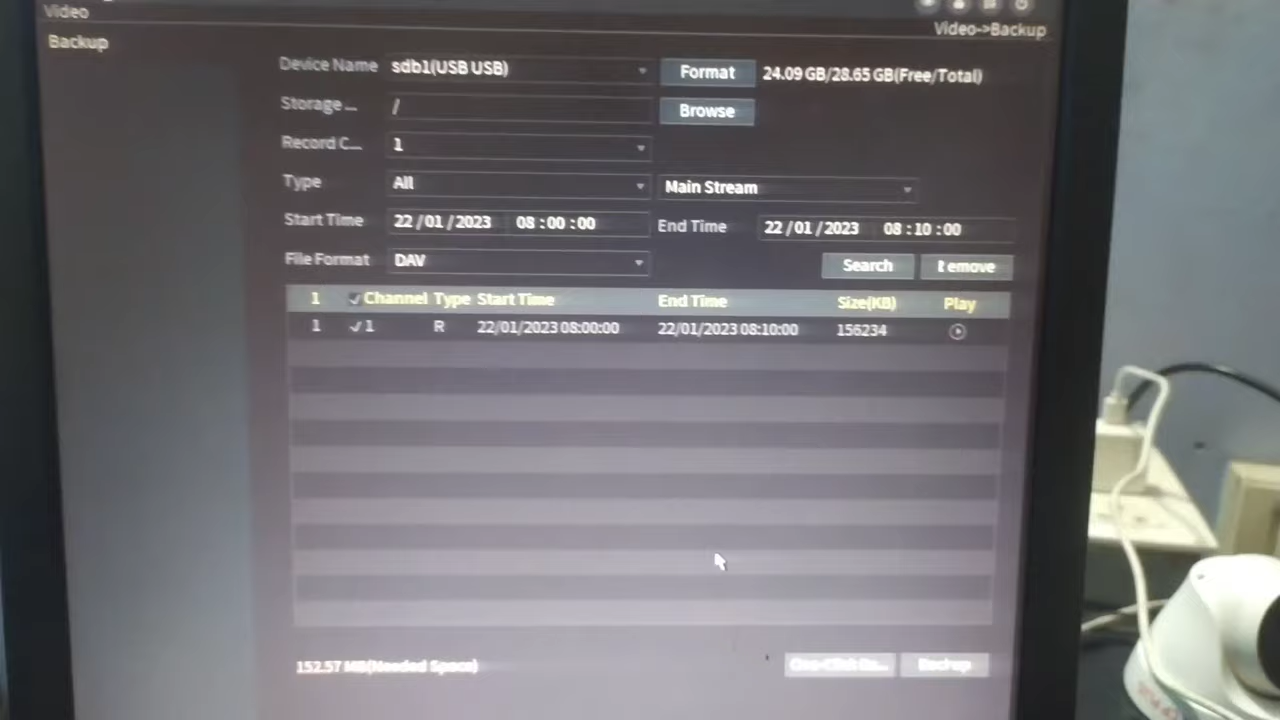 Video
Video->Backup
Backup
Device Name sdb1(USB USB) Format 24.09 GB/28.65 GB(Free/Total)
Storage ... / Browse
Record C... 1
Type All Main Stream
Start Time 22 /01 /2023 08 :00 :00 End Time 22 /01 /2023 08 :10 :00
File Format DAV Search Remove
1 Channel Type Start Time End Time Size(KB) Play
1 1 R 22/01/2023 08:00:00 22/01/2023 08:10:00 156234
152.57 MB(Needed Space) One-Click Ba... Backup